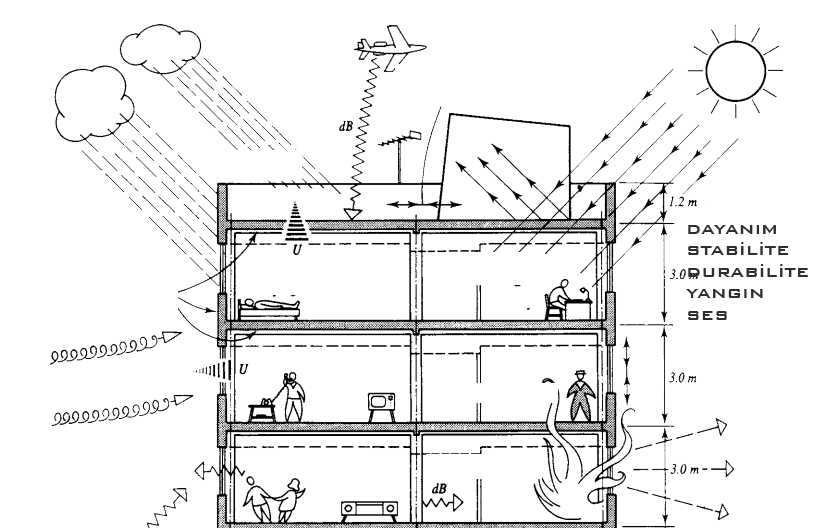 dB
1.2 m
U
DAYANIM
STABİLİTE
3.0 m
DURABİLİTE
YANGIN
SES
U
3.0 m
3.0 m
dB